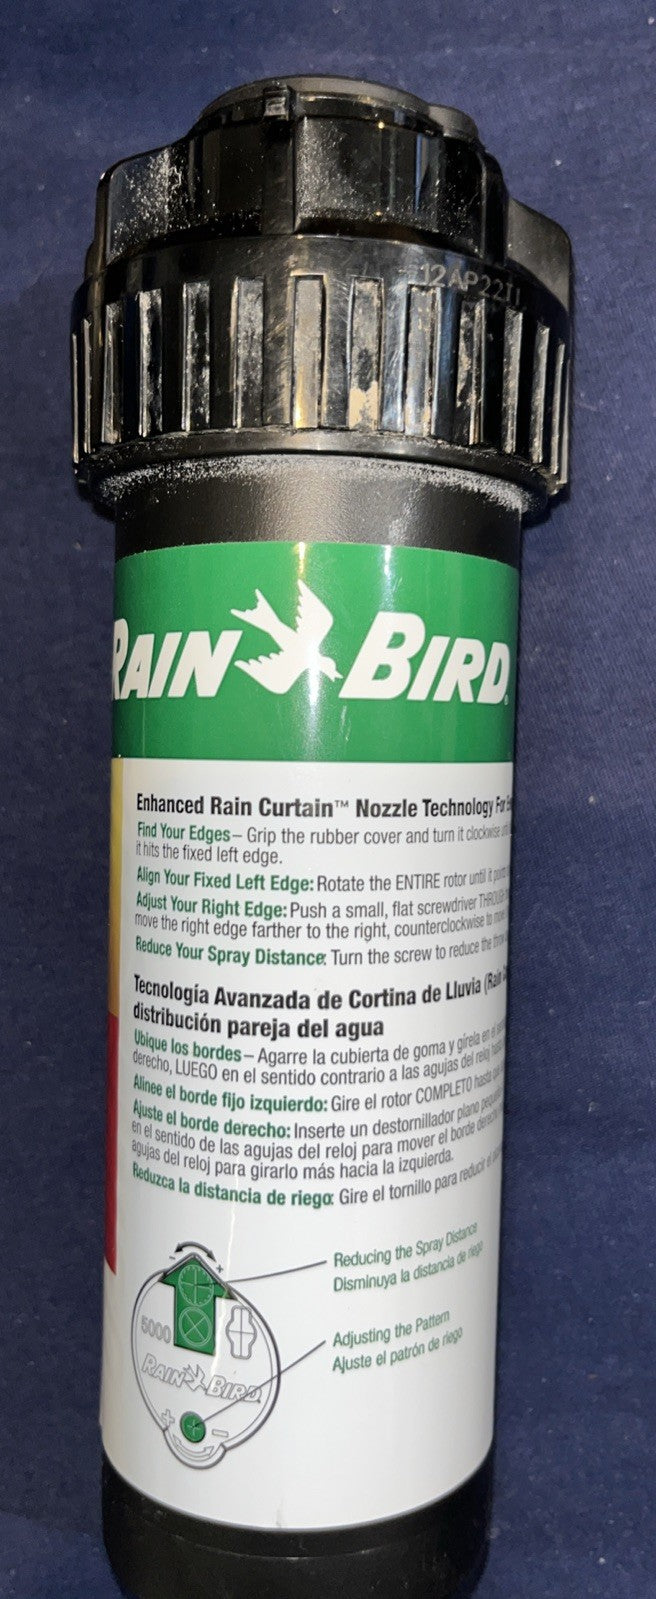 12AP22T1
RAIN BIRD
Enhanced Rain Curtain™ Nozzle Technology For
Find Your Edges – Grip the rubber cover and turn it clockwise
it hits the fixed left edge.
Align Your Fixed Left Edge: Rotate the ENTIRE rotor until it
Adjust Your Right Edge: Push a small, flat screwdriver THROUGH
move the right edge farther to the right, counterclockwise to
Reduce Your Spray Distance: Turn the screw to reduce the
Tecnología Avanzada de Cortina de Lluvia (Rain
distribución pareja del agua
Ubique los bordes – Agarre la cubierta de goma y gírela en el
derecho, LUEGO en el sentido contrario a las agujas del reloj hasta
Alinee el borde fijo izquierdo: Gire el rotor COMPLETO hasta que
Ajuste el borde derecho: Inserte un destornillador plano pequeño
en el sentido de las agujas del reloj para mover el borde derecho
agujas del reloj para girarlo más hacia la izquierda.
Reduzca la distancia de riego: Gire el tornillo para reducir el
Reducing the Spray Distance
Disminuya la distancia de riego
- +
5000
Adjusting the Pattern
Ajuste el patrón de riego
RAIN BIRD
+ -